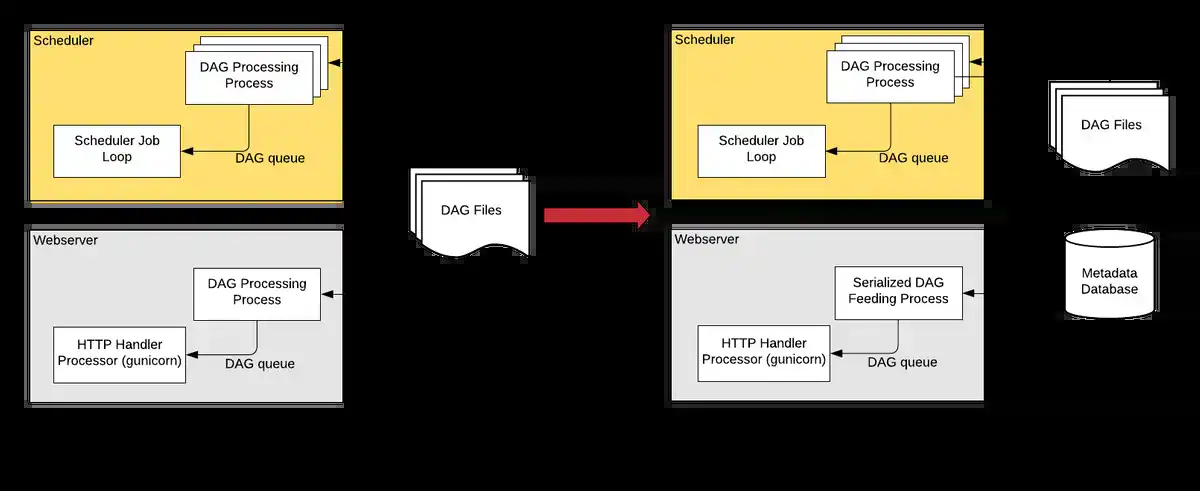 Scheduler
DAG Processing
Process
Scheduler Job
Loop
DAG queue
Webserver
DAG Processing
Process
HTTP Handler
Processor (gunicorn)
DAG queue
DAG Files
Scheduler
DAG Processing
Process
Scheduler Job
Loop
DAG queue
Webserver
Serialized DAG
Feeding Process
HTTP Handler
Processor (gunicorn)
DAG queue
DAG Files
Metadata
Database